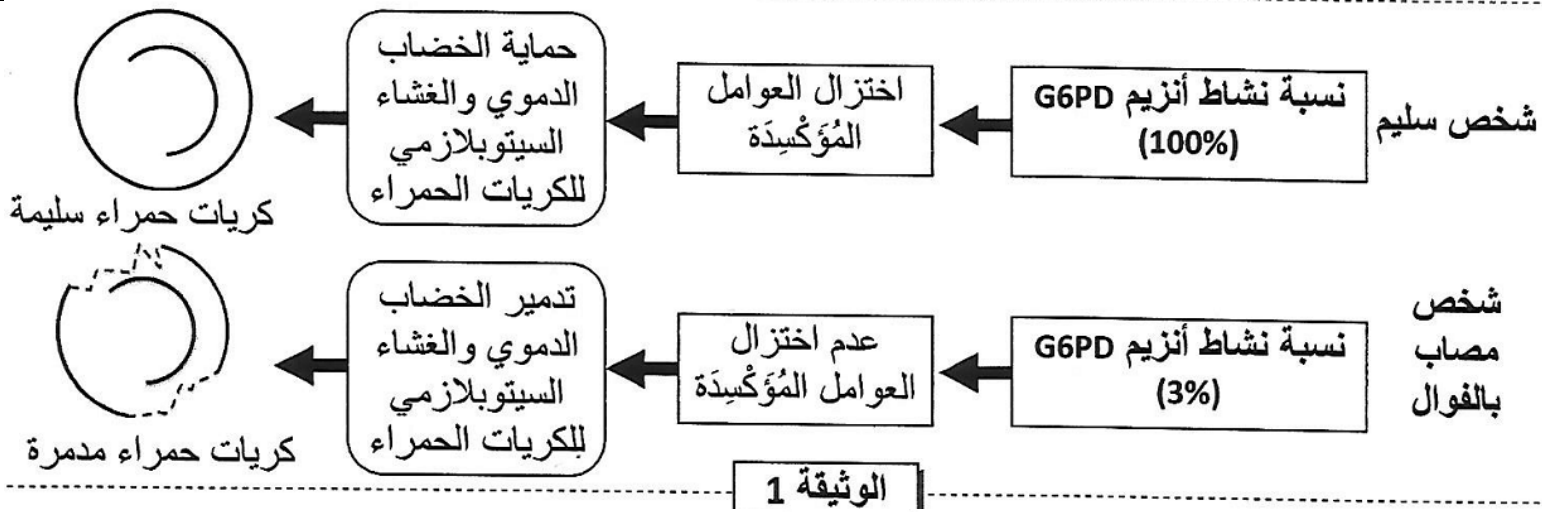 شخص سليم
نسبة نشاط أنزيم G6PD
(100%)
اختزال العوامل
المُؤَكْسِدَة
حماية الخضاب
الدموي والغشاء
السيتوبلازمي
للكريات الحمراء
كريات حمراء سليمة
شخص
مصاب
بالفوال
نسبة نشاط أنزيم G6PD
(3%)
عدم اختزال
العوامل المُؤَكْسِدَة
تدمير الخضاب
الدموي والغشاء
السيتوبلازمي
للكريات الحمراء
كريات حمراء مدمرة
الوثيقة 1